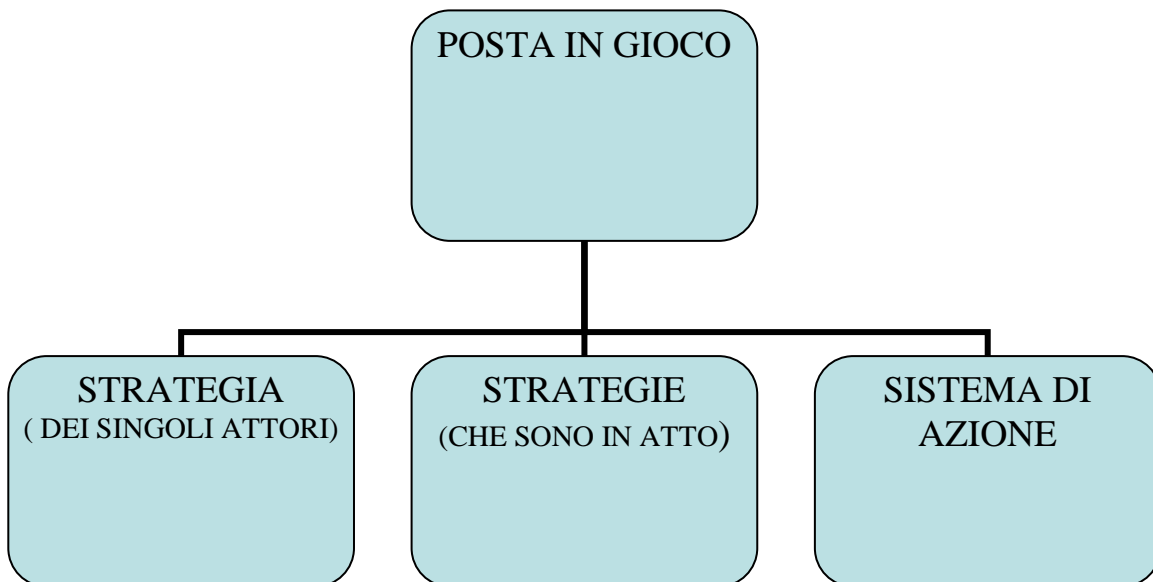 POSTA IN GIOCO
STRATEGIA
( DEI SINGOLI ATTORI)
STRATEGIE
(CHE SONO IN ATTO)
SISTEMA DI
AZIONE